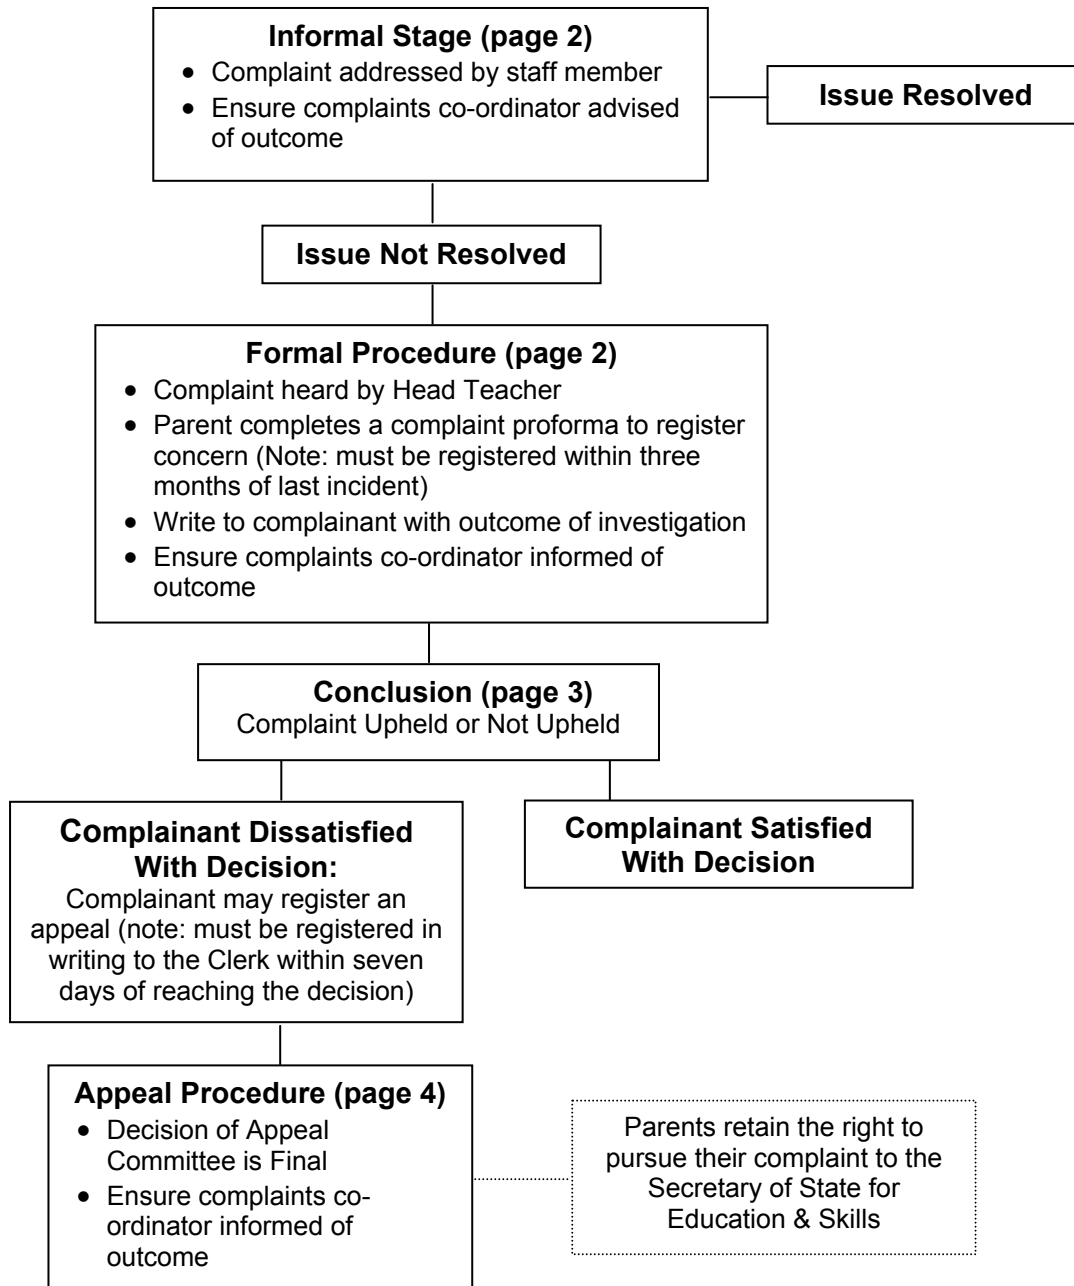 Informal Stage (page 2)
• Complaint addressed by staff member
• Ensure complaints co-ordinator advised
of outcome
Issue Resolved
Issue Not Resolved
Formal Procedure (page 2)
• Complaint heard by Head Teacher
• Parent completes a complaint proforma to register
concern (Note: must be registered within three
months of last incident)
• Write to complainant with outcome of investigation
• Ensure complaints co-ordinator informed of
outcome
Conclusion (page 3)
Complaint Upheld or Not Upheld
Complainant Dissatisfied
With Decision:
Complainant may register an
appeal (note: must be registered in
writing to the Clerk within seven
days of reaching the decision)
Complainant Satisfied
With Decision
Appeal Procedure (page 4)
• Decision of Appeal
Committee is Final
• Ensure complaints co-
ordinator informed of
outcome
Parents retain the right to
pursue their complaint to the
Secretary of State for
Education & Skills